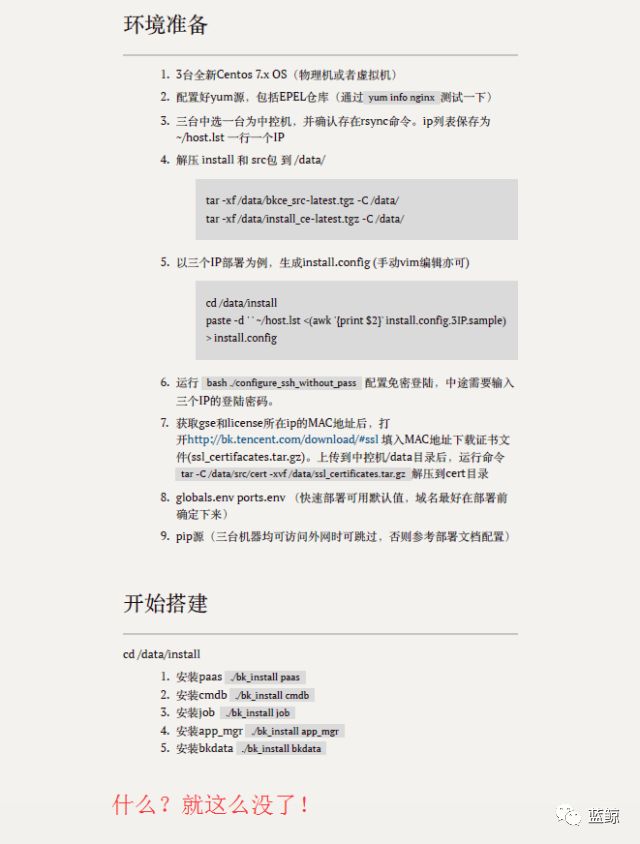 环境准备
1. 3台全新Centos 7.x OS（物理机或者虚拟机）
2. 配置好yum源，包括EPEL仓库（通过 yum info nginx 测试一下）
3. 三台中选一台为中控机，并确认存在rsync命令。ip列表保存为
~/host.lst 一行一个IP
4. 解压 install 和 src包 到 /data/
tar -xf /data/bkce_src-latest.tgz -C /data/
tar -xf /data/install_ce-latest.tgz -C /data/
5. 以三个IP部署为例，生成install.config (手动vim编辑亦可)
cd /data/install
paste -d ' ' ~/host.lst <(awk '{print $2}' install.config.3IP.sample)
> install.config
6. 运行 bash ./configure_ssh_without_pass 配置免密登陆，中途需要输入
三个IP的登陆密码。
7. 获取gse和license所在ip的MAC地址后，打
开http://bk.tencent.com/download/#ssl 填入MAC地址下载证书文
件(ssl_certifacates.tar.gz)。上传到中控机/data目录后，运行命令
tar -C /data/src/cert -xvf /data/ssl_certificates.tar.gz 解压到cert目录
8. globals.env ports.env （快速部署可用默认值，域名最好在部署前
确定下来）
9. pip源（三台机器均可访问外网时可跳过，否则参考部署文档配置）
开始搭建
cd /data/install
1. 安装paas ./bk_install paas
2. 安装cmdb ./bk_install cmdb
3. 安装job ./bk_install job
4. 安装app_mgr ./bk_install app_mgr
5. 安装bkdata ./bk_install bkdata
什么？就这么没了！
蓝鲸